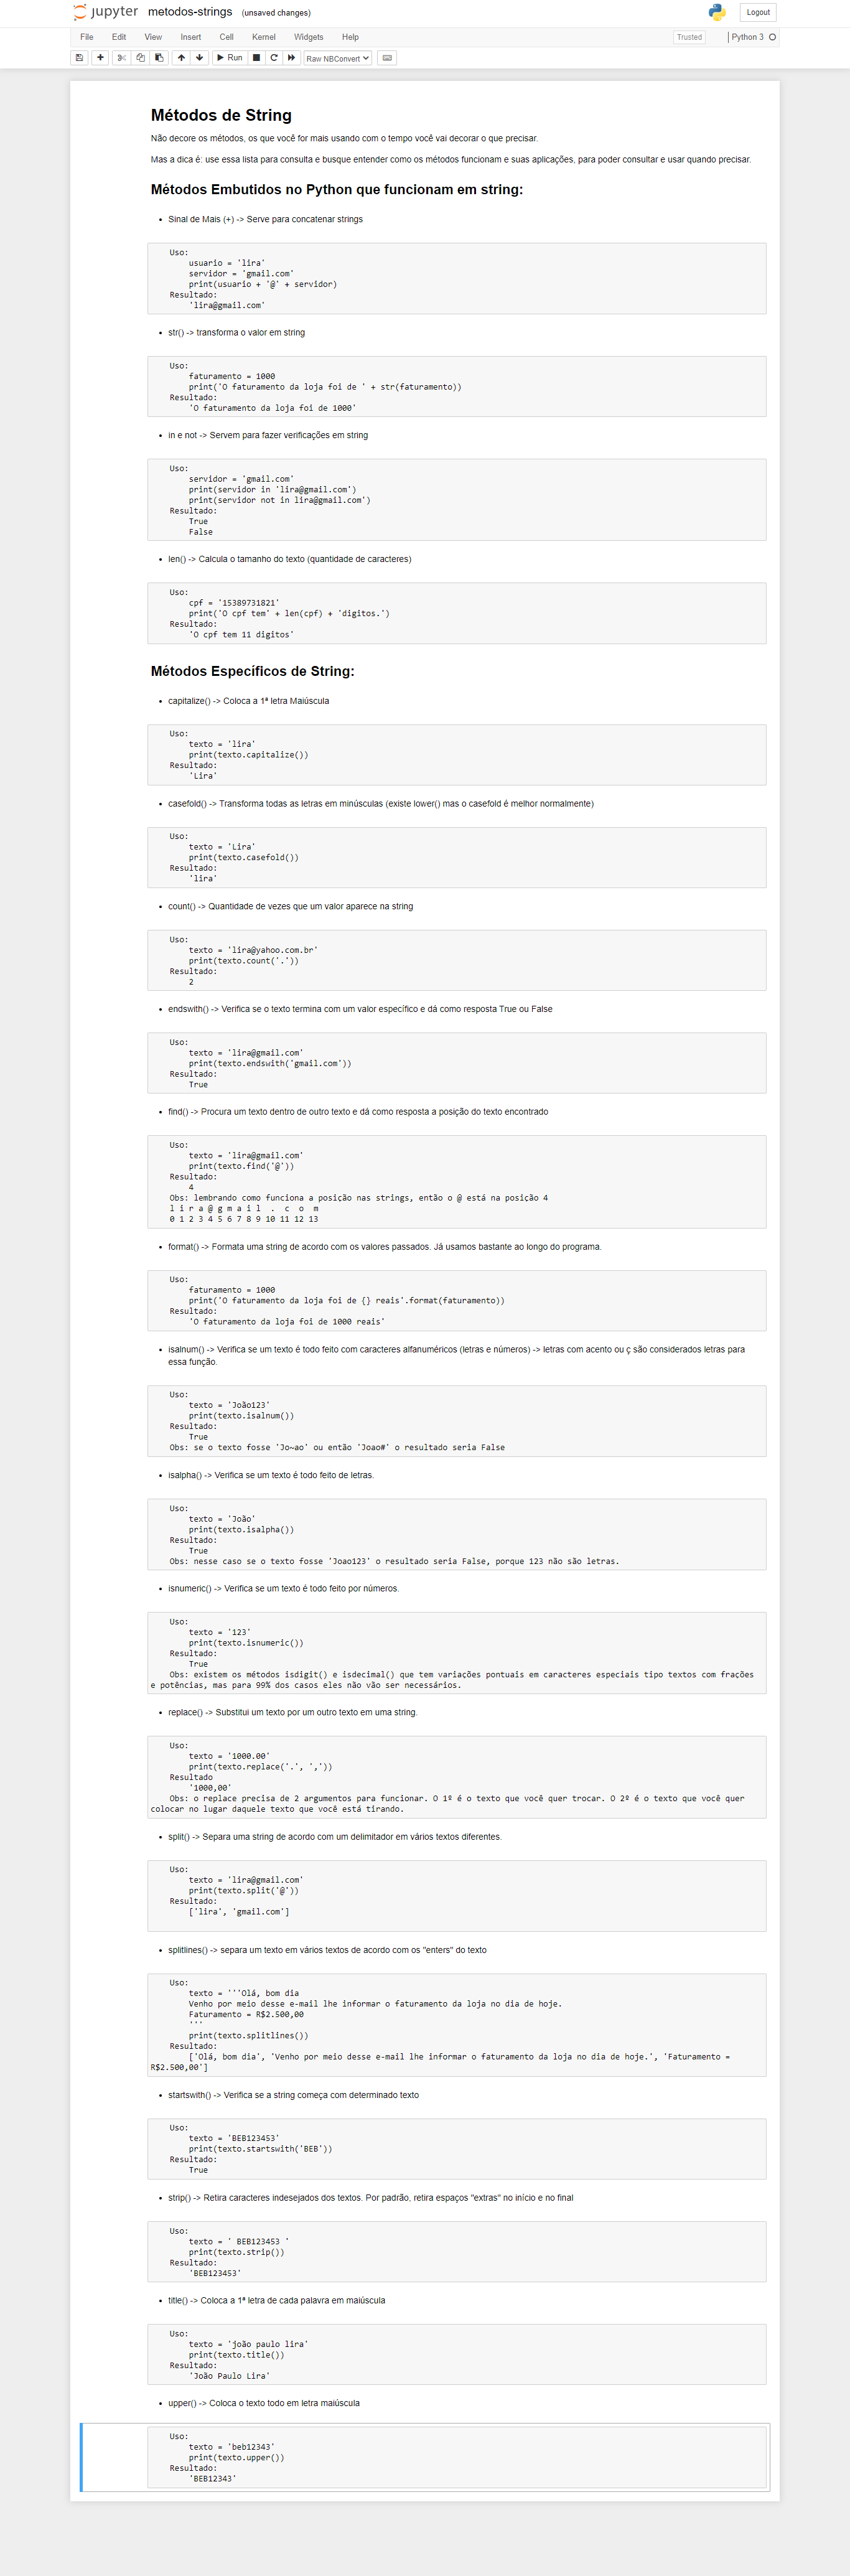 jupyter metodos-strings (unsaved changes) Logout
File Edit View Insert Cell Kernel Widgets Help Trusted Python 3
Run Raw NBConvert
Métodos de String
Não decore os métodos, os que você for mais usando com o tempo você vai decorar o que precisar.
Mas a dica é: use essa lista para consulta e busque entender como os métodos funcionam e suas aplicações, para poder consultar e usar quando precisar.
Métodos Embutidos no Python que funcionam em string:
• Sinal de Mais (+) -> Serve para concatenar strings
Uso:
usuario = 'lira'
servidor = 'gmail.com'
print(usuario + '@' + servidor)
Resultado:
'lira@gmail.com'
• str() -> transforma o valor em string
Uso:
faturamento = 1000
print('O faturamento da loja foi de ' + str(faturamento))
Resultado:
'O faturamento da loja foi de 1000'
• in e not -> Servem para fazer verificações em string
Uso:
servidor = 'gmail.com'
print(servidor in 'lira@gmail.com')
print(servidor not in lira@gmail.com')
Resultado:
True
False
• len() -> Calcula o tamanho do texto (quantidade de caracteres)
Uso:
cpf = '15389731821'
print('O cpf tem' + len(cpf) + 'digitos.')
Resultado:
'O cpf tem 11 digitos'
Métodos Específicos de String:
• capitalize() -> Coloca a 1ª letra Maiúscula
Uso:
texto = 'lira'
print(texto.capitalize())
Resultado:
'Lira'
• casefold() -> Transforma todas as letras em minúsculas (existe lower() mas o casefold é melhor normalmente)
Uso:
texto = 'Lira'
print(texto.casefold())
Resultado:
'lira'
• count() -> Quantidade de vezes que um valor aparece na string
Uso:
texto = 'lira@yahoo.com.br'
print(texto.count('.'))
Resultado:
2
• endswith() -> Verifica se o texto termina com um valor específico e dá como resposta True ou False
Uso:
texto = 'lira@gmail.com'
print(texto.endswith('gmail.com'))
Resultado:
True
• find() -> Procura um texto dentro de outro texto e dá como resposta a posição do texto encontrado
Uso:
texto = 'lira@gmail.com'
print(texto.find('@'))
Resultado:
4
Obs: lembrando como funciona a posição nas strings, então o @ está na posição 4
l i r a @ g m a i l . c o m
0 1 2 3 4 5 6 7 8 9 10 11 12 13
• format() -> Formata uma string de acordo com os valores passados. Já usamos bastante ao longo do programa.
Uso:
faturamento = 1000
print('O faturamento da loja foi de {} reais'.format(faturamento))
Resultado:
'O faturamento da loja foi de 1000 reais'
• isalnum() -> Verifica se um texto é todo feito com caracteres alfanuméricos (letras e números) -> letras com acento ou ç são considerados letras para
essa função.
Uso:
texto = 'João123'
print(texto.isalnum())
Resultado:
True
Obs: se o texto fosse 'Jo~ao' ou então 'Joao#' o resultado seria False
• isalpha() -> Verifica se um texto é todo feito de letras.
Uso:
texto = 'João'
print(texto.isalpha())
Resultado:
True
Obs: nesse caso se o texto fosse 'Joao123' o resultado seria False, porque 123 não são letras.
• isnumeric() -> Verifica se um texto é todo feito por números.
Uso:
texto = '123'
print(texto.isnumeric())
Resultado:
True
Obs: existem os métodos isdigit() e isdecimal() que tem variações pontuais em caracteres especiais tipo textos com frações
e potências, mas para 99% dos casos eles não vão ser necessários.
• replace() -> Substitui um texto por um outro texto em uma string.
Uso:
texto = '1000.00'
print(texto.replace('.', ','))
Resultado
'1000,00'
Obs: o replace precisa de 2 argumentos para funcionar. O 1º é o texto que você quer trocar. O 2º é o texto que você quer
colocar no lugar daquele texto que você está tirando.
• split() -> Separa uma string de acordo com um delimitador em vários textos diferentes.
Uso:
texto = 'lira@gmail.com'
print(texto.split('@'))
Resultado:
['lira', 'gmail.com']
• splitlines() -> separa um texto em vários textos de acordo com os "enters" do texto
Uso:
texto = '''Olá, bom dia
Venho por meio desse e-mail lhe informar o faturamento da loja no dia de hoje.
Faturamento = R$2.500,00
'''
print(texto.splitlines())
Resultado:
['Olá, bom dia', 'Venho por meio desse e-mail lhe informar o faturamento da loja no dia de hoje.', 'Faturamento =
R$2.500,00']
• startswith() -> Verifica se a string começa com determinado texto
Uso:
texto = 'BEB123453'
print(texto.startswith('BEB'))
Resultado:
True
• strip() -> Retira caracteres indesejados dos textos. Por padrão, retira espaços "extras" no início e no final
Uso:
texto = ' BEB123453 '
print(texto.strip())
Resultado:
'BEB123453'
• title() -> Coloca a 1ª letra de cada palavra em maiúscula
Uso:
texto = 'joão paulo lira'
print(texto.title())
Resultado:
'João Paulo Lira'
• upper() -> Coloca o texto todo em letra maiúscula
Uso:
texto = 'beb12343'
print(texto.upper())
Resultado:
'BEB12343'